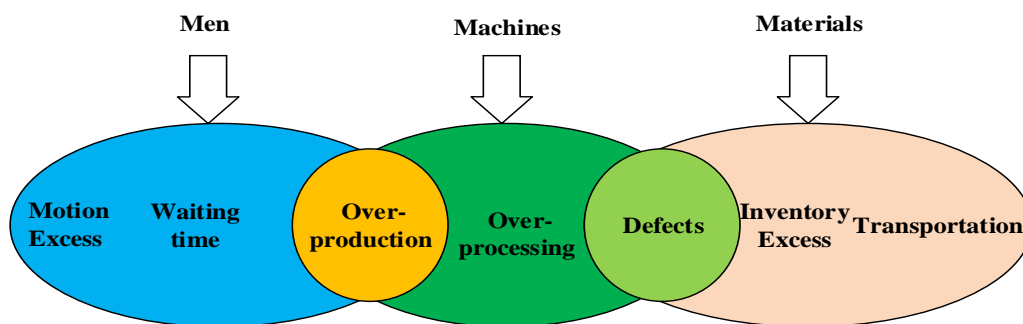 Men
Machines
Materials
Motion
Excess
Waiting
time
Over-
production
Over-
processing
Defects
Inventory
Excess
Transportation